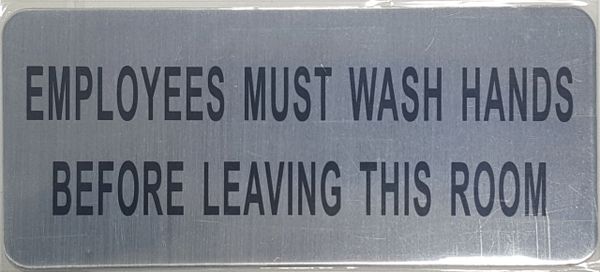 EMPLOYEES MUST WASH HANDS
BEFORE LEAVING THIS ROOM